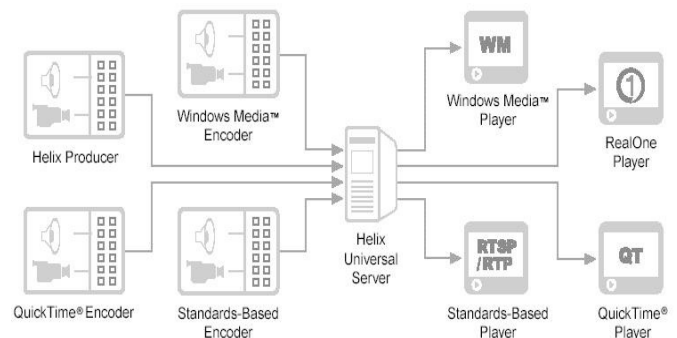 WM
Windows Media™
Player
1
RealOne
Player
Windows Media™
Encoder
Helix Producer
Helix
Universal
Server
RTSP
/RTP
QT
QuickTime® Encoder
Standards-Based
Encoder
Standards-Based
Player
QuickTime®
Player